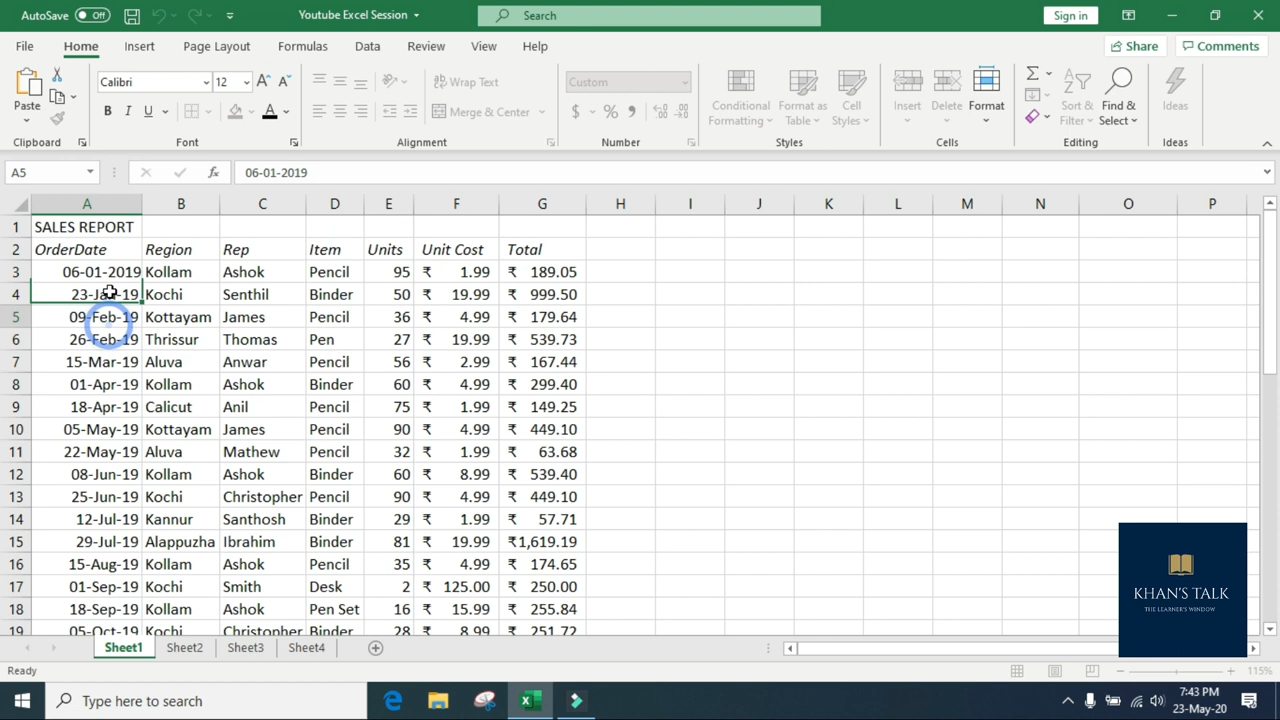 AutoSave Off Youtube Excel Session Search Sign in
File Home Insert Page Layout Formulas Data Review View Help Share Comments
Paste Calibri 12 B I U Wrap Text Merge & Center Custom $ % , Conditional Formatting Format as Table Cell Styles Insert Delete Format Sort & Filter Find & Select Ideas
Clipboard Font Alignment Number Styles Cells Editing Ideas
A5 fx 06-01-2019
A B C D E F G H I J K L M N O P
1 SALES REPORT
2 OrderDate Region Rep Item Units Unit Cost Total
3 06-01-2019 Kollam Ashok Pencil 95 ₹ 1.99 ₹ 189.05
4 23-Jan-19 Kochi Senthil Binder 50 ₹ 19.99 ₹ 999.50
5 09-Feb-19 Kottayam James Pencil 36 ₹ 4.99 ₹ 179.64
6 26-Feb-19 Thrissur Thomas Pen 27 ₹ 19.99 ₹ 539.73
7 15-Mar-19 Aluva Anwar Pencil 56 ₹ 2.99 ₹ 167.44
8 01-Apr-19 Kollam Ashok Binder 60 ₹ 4.99 ₹ 299.40
9 18-Apr-19 Calicut Anil Pencil 75 ₹ 1.99 ₹ 149.25
10 05-May-19 Kottayam James Pencil 90 ₹ 4.99 ₹ 449.10
11 22-May-19 Aluva Mathew Pencil 32 ₹ 1.99 ₹ 63.68
12 08-Jun-19 Kollam Ashok Binder 60 ₹ 8.99 ₹ 539.40
13 25-Jun-19 Kochi Christopher Pencil 90 ₹ 4.99 ₹ 449.10
14 12-Jul-19 Kannur Santhosh Binder 29 ₹ 1.99 ₹ 57.71
15 29-Jul-19 Alappuzha Ibrahim Binder 81 ₹ 19.99 ₹1,619.19
16 15-Aug-19 Kollam Ashok Pencil 35 ₹ 4.99 ₹ 174.65
17 01-Sep-19 Kochi Smith Desk 2 ₹ 125.00 ₹ 250.00
18 18-Sep-19 Kollam Ashok Pen Set 16 ₹ 15.99 ₹ 255.84
19 05-Oct-19 Kochi Christopher Binder 28 ₹ 8.99 ₹ 251.72
KHAN'S TALK
THE LEARNER'S WINDOW
Sheet1 Sheet2 Sheet3 Sheet4
Ready 115%
Type here to search 7:43 PM
23-May-20